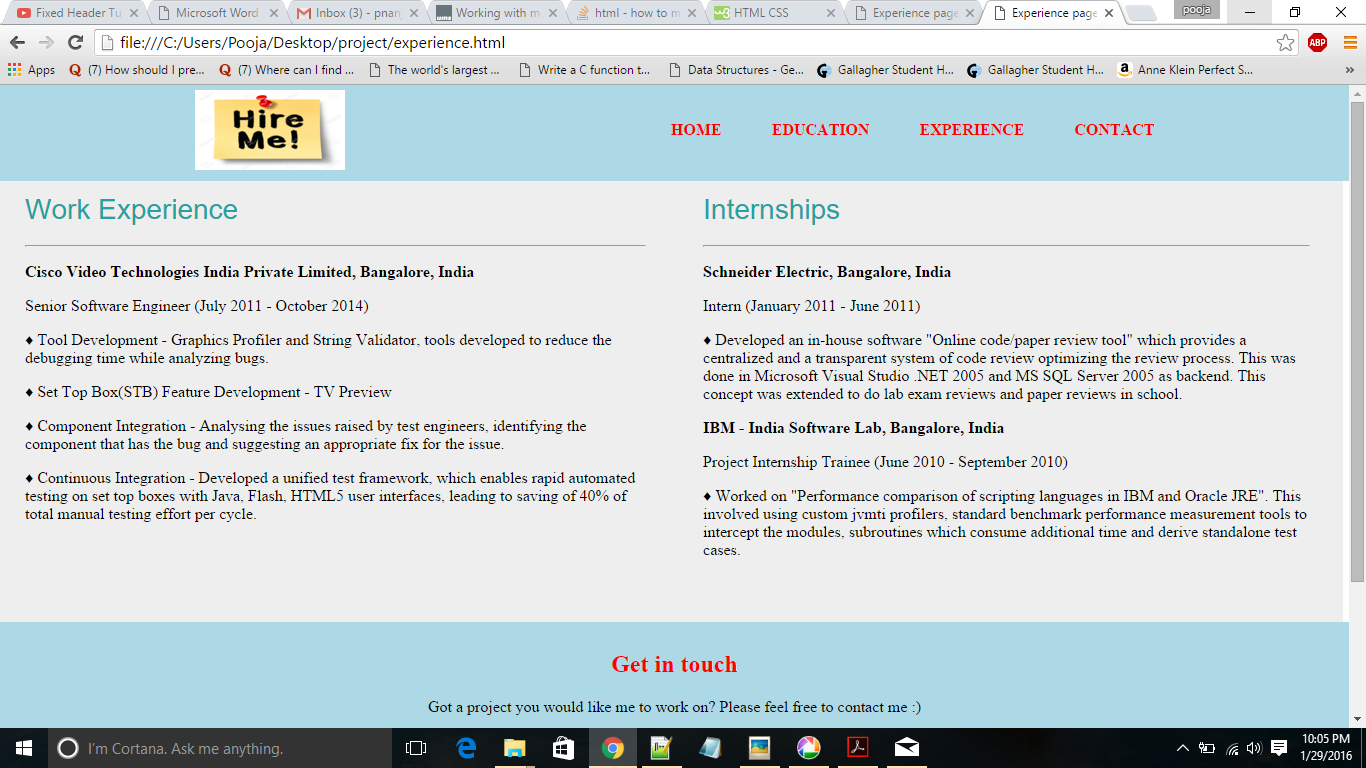 Fixed Header Tu
Microsoft Word
Inbox (3) - pnan
Working with m
html - how to m
HTML CSS
Experience page
Experience page
pooja
file:///C:/Users/Pooja/Desktop/project/experience.html
ABP
Apps
(7) How should I pre...
(7) Where can I find ...
The world's largest ...
Write a C function t...
Data Structures - Ge...
Gallagher Student H...
Gallagher Student H...
Anne Klein Perfect S...
»
Hire
Me!
HOME
EDUCATION
EXPERIENCE
CONTACT
Work Experience
Cisco Video Technologies India Private Limited, Bangalore, India
Senior Software Engineer (July 2011 - October 2014)
♦ Tool Development - Graphics Profiler and String Validator, tools developed to reduce the
debugging time while analyzing bugs.
♦ Set Top Box(STB) Feature Development - TV Preview
♦ Component Integration - Analysing the issues raised by test engineers, identifying the
component that has the bug and suggesting an appropriate fix for the issue.
♦ Continuous Integration - Developed a unified test framework, which enables rapid automated
testing on set top boxes with Java, Flash, HTML5 user interfaces, leading to saving of 40% of
total manual testing effort per cycle.
Internships
Schneider Electric, Bangalore, India
Intern (January 2011 - June 2011)
♦ Developed an in-house software "Online code/paper review tool" which provides a
centralized and a transparent system of code review optimizing the review process. This was
done in Microsoft Visual Studio .NET 2005 and MS SQL Server 2005 as backend. This
concept was extended to do lab exam reviews and paper reviews in school.
IBM - India Software Lab, Bangalore, India
Project Internship Trainee (June 2010 - September 2010)
♦ Worked on "Performance comparison of scripting languages in IBM and Oracle JRE". This
involved using custom jvmti profilers, standard benchmark performance measurement tools to
intercept the modules, subroutines which consume additional time and derive standalone test
cases.
Get in touch
Got a project you would like me to work on? Please feel free to contact me :)
I'm Cortana. Ask me anything.
10:05 PM
1/29/2016